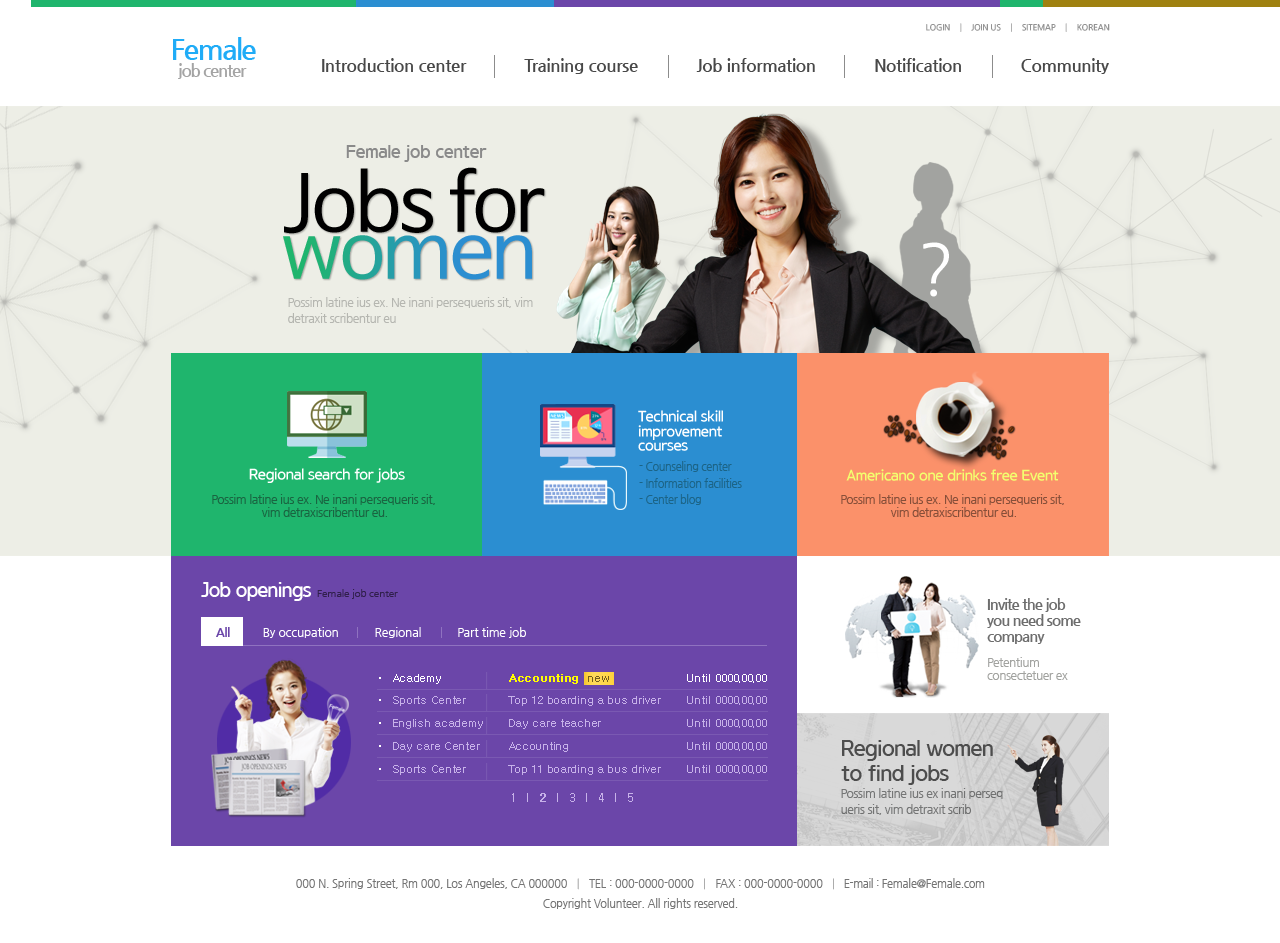 LOGIN | JOIN US | SITEMAP | KOREAN
Female
job center
Introduction center | Training course | Job information | Notification | Community
Female job center
Jobs for
women
Possim latine ius ex. Ne inani persequeris sit, vim
detraxit scribentur eu
?
Regional search for jobs
Possim latine ius ex. Ne inani persequeris sit,
vim detraxiscribentur eu.
NEWS
Technical skill
improvement
courses
- Counseling center
- Information facilities
- Center blog
Americano one drinks free Event
Possim latine ius ex. Ne inani persequeris sit,
vim detraxiscribentur eu.
Job openings Female job center
All By occupation | Regional | Part time job
• Academy | Accounting new Until 0000,00,00
• Sports Center | Top 12 boarding a bus driver Until 0000,00,00
• English academy | Day care teacher Until 0000,00,00
• Day care Center | Accounting Until 0000,00,00
• Sports Center | Top 11 boarding a bus driver Until 0000,00,00
1 | 2 | 3 | 4 | 5
JOB OPENINGS NEWS
JOB OPENINGS NEWS
Invite the job
you need some
company
Petentium
consectetuer ex
Regional women
to find jobs
Possim latine ius ex inani perseq
ueris sit, vim detraxit scrib
000 N. Spring Street, Rm 000, Los Angeles, CA 000000 | TEL : 000-0000-0000 | FAX : 000-0000-0000 | E-mail : Female@Female.com
Copyright Volunteer. All rights reserved.